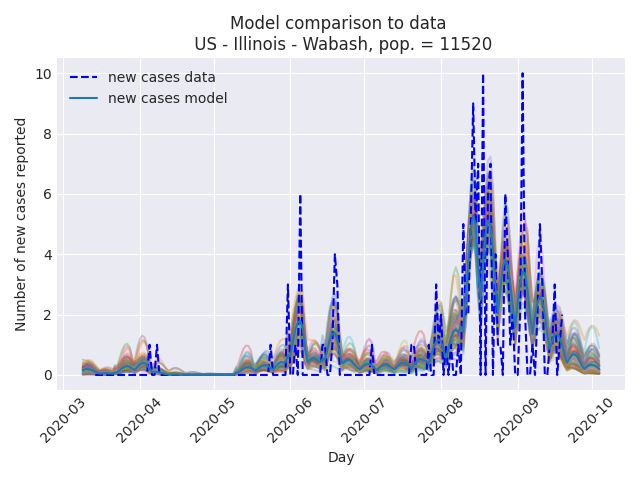 Model comparison to data
US - Illinois - Wabash, pop. = 11520
new cases data
new cases model
Number of new cases reported
10
8
6
4
2
0
2020-03
2020-04
2020-05
2020-06
2020-07
2020-08
2020-09
2020-10
Day